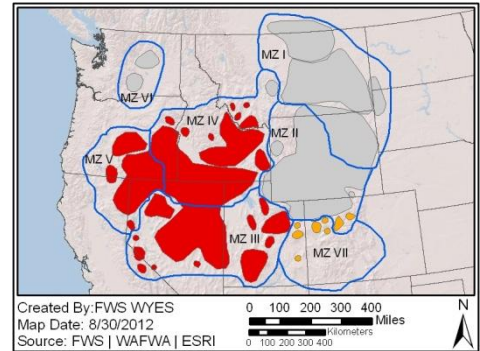 MZ I
MZ VI
MZ IV
MZ II
MZ V
MZ III
MZ VII
Created By:FWS WYES
Map Date: 8/30/2012
Source: FWS | WAFWA | ESRI
0 100 200 300 400
Miles
Kilometers
0 100 200 300 400
N